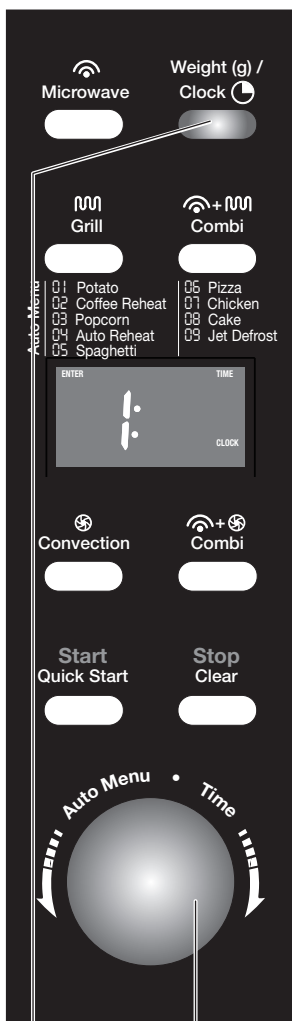 Microwave
Weight (g) /
Clock
Grill
+
Combi
Auto Menu
01 Potato
02 Coffee Reheat
03 Popcorn
04 Auto Reheat
05 Spaghetti
06 Pizza
07 Chicken
08 Cake
09 Jet Defrost
ENTER
TIME
1:
CLOCK
Convection
+
Combi
Start
Quick Start
Stop
Clear
Auto Menu • Time